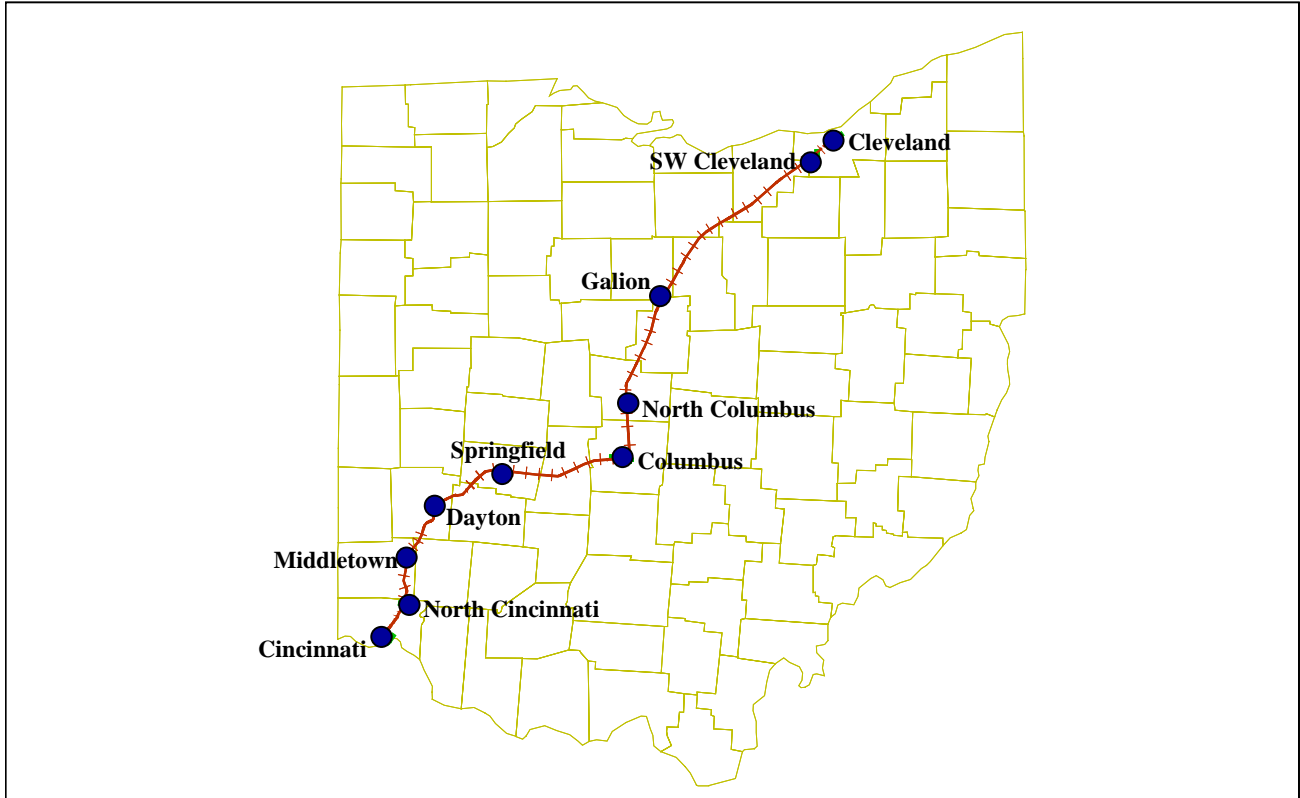 Cleveland
SW Cleveland
Galion
North Columbus
Springfield
Columbus
Dayton
Middletown
North Cincinnati
Cincinnati